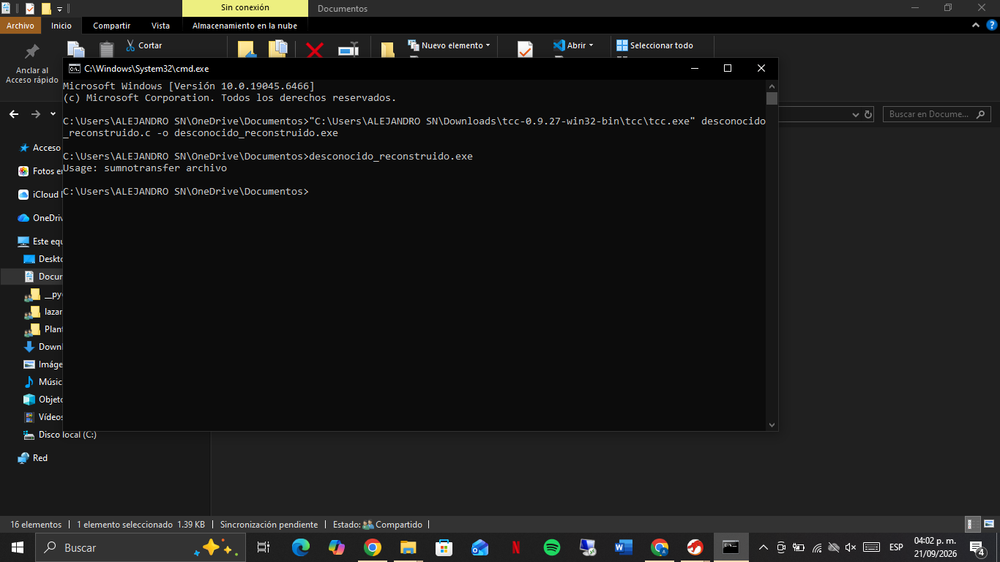 Sin conexión
Documentos
Archivo
Inicio
Compartir
Vista
Almacenamiento en la nube
Anclar al
Acceso rápido
Cortar
Nuevo elemento
Abrir
Seleccionar todo
C:\Windows\System32\cmd.exe
Microsoft Windows [Versión 10.0.19045.6466]
(c) Microsoft Corporation. Todos los derechos reservados.
C:\Users\ALEJANDRO SN\OneDrive\Documentos>"C:\Users\ALEJANDRO SN\Downloads\tcc-0.9.27-win32-bin\tcc\tcc.exe" desconocido
_reconstruido.c -o desconocido_reconstruido.exe
C:\Users\ALEJANDRO SN\OneDrive\Documentos>desconocido_reconstruido.exe
Usage: sumnotransfer archivo
C:\Users\ALEJANDRO SN\OneDrive\Documentos>
Buscar en Docume...
Acceso
Fotos e
iCloud
OneDriv
Este equ
Deskto
Docur
__py
lazar
Plan
Downl
Imáge
Músic
Objeto
Vídeos
Disco local (C:)
Red
16 elementos
1 elemento seleccionado 1.39 KB
Sincronización pendiente
Estado: Compartido
Buscar
ESP
04:02 p. m.
21/09/2026
4